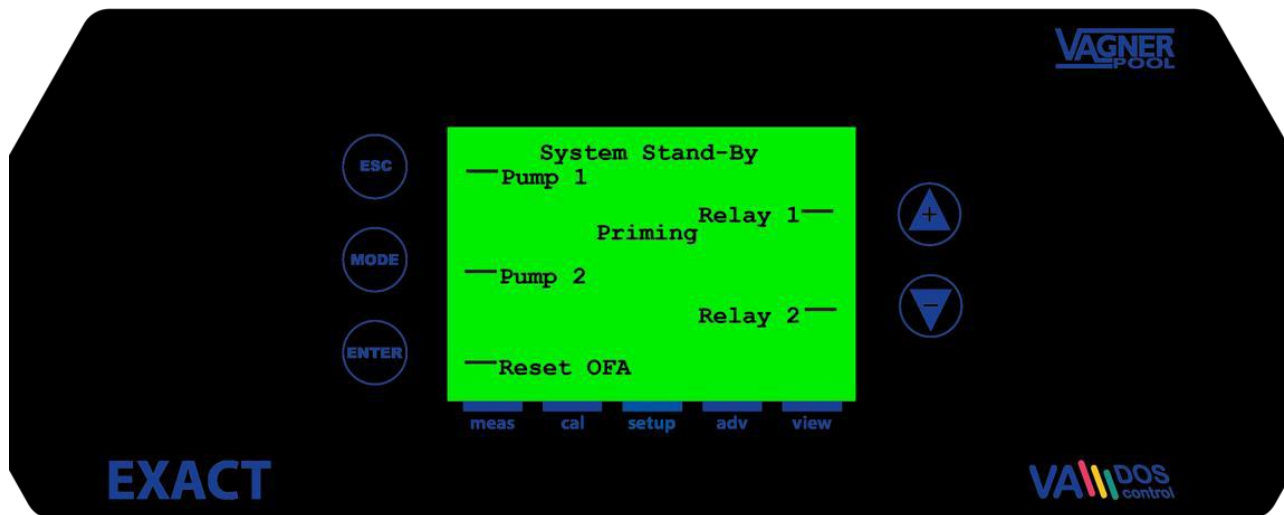 VAGNER
POOL
ESC
MODE
ENTER
System Stand-By
Pump 1
Relay 1
Priming
Pump 2
Relay 2
Reset OFA
+
-
meas cal setup adv view
EXACT
VA DOS
control